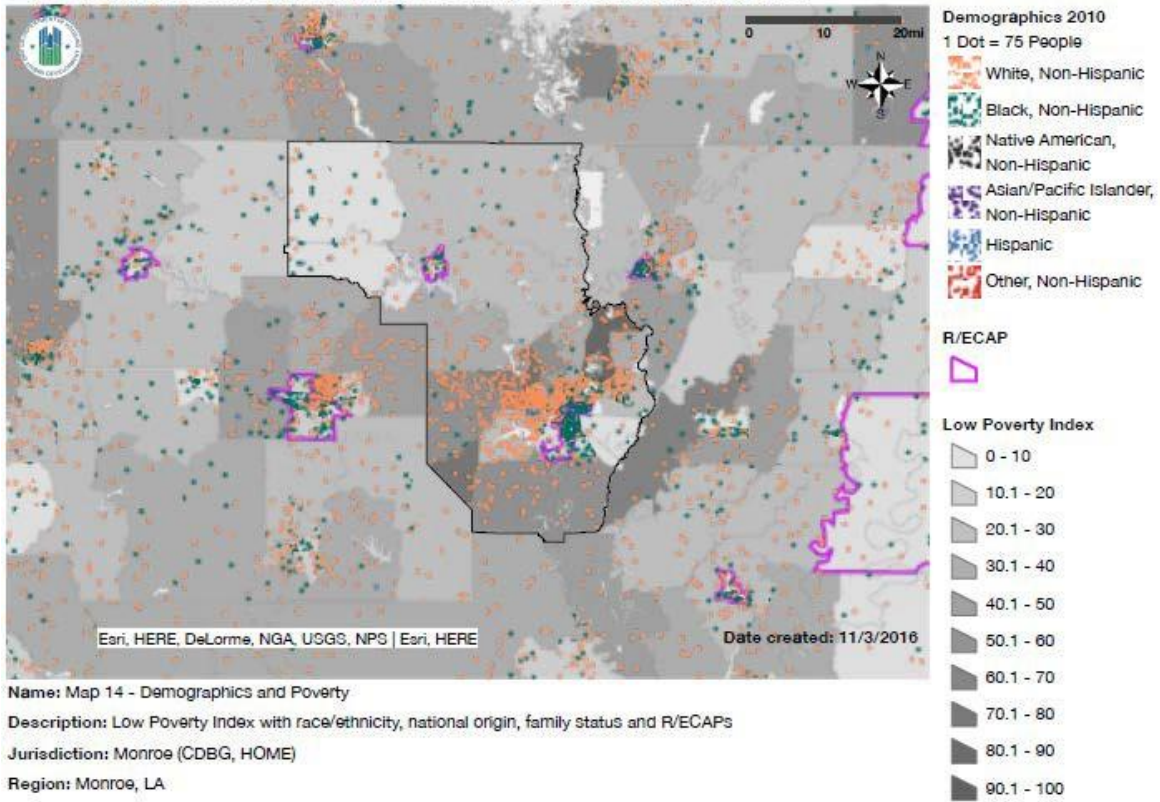 0 10 20mi
N
W E
S
Esri, HERE, DeLorme, NGA, USGS, NPS | Esri, HERE
Date created: 11/3/2016
Name: Map 14 - Demographics and Poverty
Description: Low Poverty Index with race/ethnicity, national origin, family status and R/ECAPs
Jurisdiction: Monroe (CDBG, HOME)
Region: Monroe, LA
Demographics 2010
1 Dot = 75 People
White, Non-Hispanic
Black, Non-Hispanic
Native American,
Non-Hispanic
Asian/Pacific Islander,
Non-Hispanic
Hispanic
Other, Non-Hispanic
R/ECAP
Low Poverty Index
0 - 10
10.1 - 20
20.1 - 30
30.1 - 40
40.1 - 50
50.1 - 60
60.1 - 70
70.1 - 80
80.1 - 90
90.1 - 100